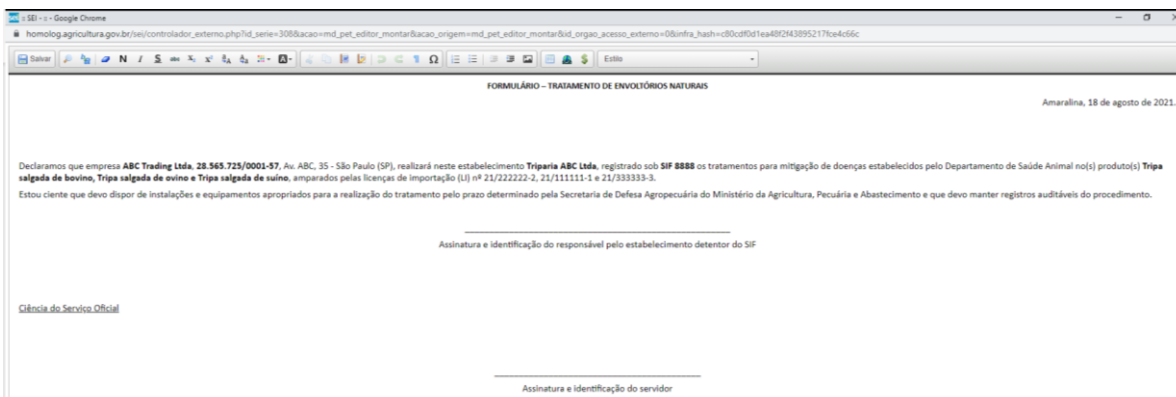 :: SEI - :: - Google Chrome
homolog.agricultura.gov.br/sei/controlador_externo.php?id_serie=308&acao=md_pet_editor_montar&acao_origem=md_pet_editor_montar&id_orgao_acesso_externo=0&infra_hash=c80cdf0d1ea48f2f43895217fce4c66c
Salvar N I S abc X₂ X² Ω Estilo
FORMULÁRIO – TRATAMENTO DE ENVOLTÓRIOS NATURAIS
Amaralina, 18 de agosto de 2021.
Declaramos que empresa ABC Trading Ltda, 28.565.725/0001-57, Av. ABC, 35 - São Paulo (SP), realizará neste estabelecimento Triparia ABC Ltda, registrado sob SIF 8888 os tratamentos para mitigação de doenças estabelecidos pelo Departamento de Saúde Animal no(s) produto(s) Tripa
salgada de bovino, Tripa salgada de ovino e Tripa salgada de suíno, amparados pelas licenças de importação (LI) nº 21/222222-2, 21/111111-1 e 21/333333-3.
Estou ciente que devo dispor de instalações e equipamentos apropriados para a realização do tratamento pelo prazo determinado pela Secretaria de Defesa Agropecuária do Ministério da Agricultura, Pecuária e Abastecimento e que devo manter registros auditáveis do procedimento.
Assinatura e identificação do responsável pelo estabelecimento detentor do SIF
Ciência do Serviço Oficial
Assinatura e identificação do servidor